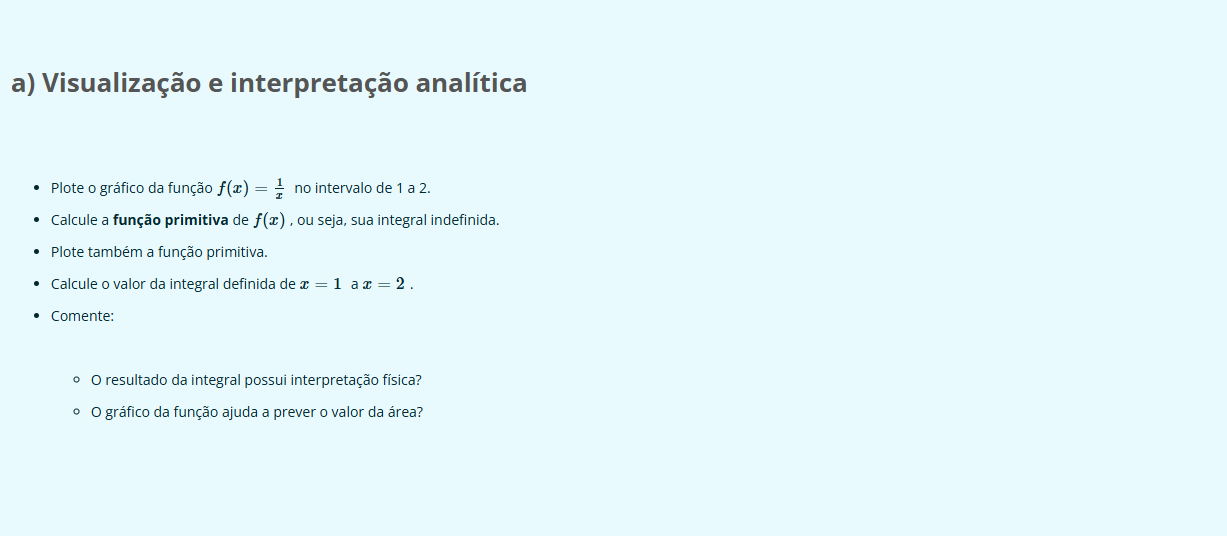 a) Visualização e interpretação analítica
• Plote o gráfico da função f(x) = 1/x no intervalo de 1 a 2.
• Calcule a função primitiva de f(x) , ou seja, sua integral indefinida.
• Plote também a função primitiva.
• Calcule o valor da integral definida de x = 1 a x = 2 .
• Comente:
◦ O resultado da integral possui interpretação física?
◦ O gráfico da função ajuda a prever o valor da área?